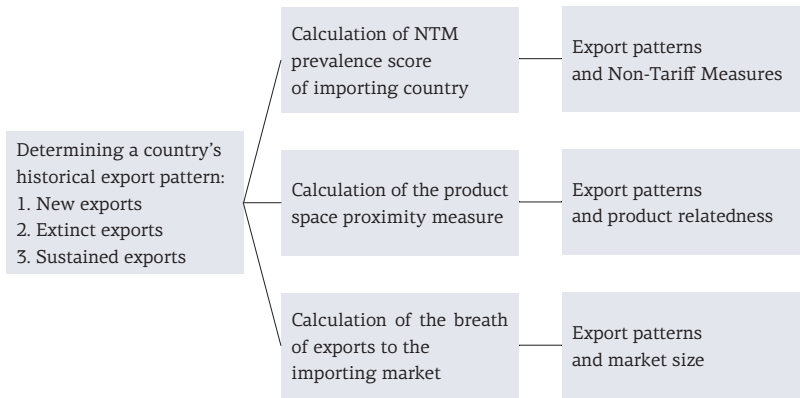 Determining a country's
historical export pattern:
1. New exports
2. Extinct exports
3. Sustained exports
Calculation of NTM
prevalence score
of importing country
Export patterns
and Non-Tariff Measures
Calculation of the product
space proximity measure
Export patterns
and product relatedness
Calculation of the breath
of exports to the
importing market
Export patterns
and market size